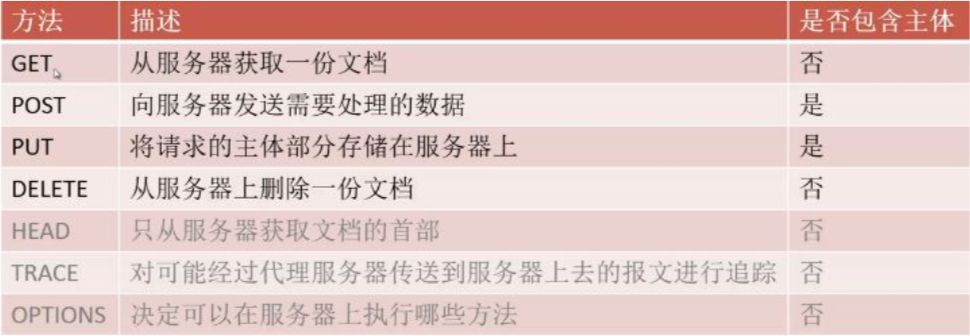 方法 描述 是否包含主体
GET 从服务器获取一份文档 否
POST 向服务器发送需要处理的数据 是
PUT 将请求的主体部分存储在服务器上 是
DELETE 从服务器上删除一份文档 否
HEAD 只从服务器获取文档的首部 否
TRACE 对可能经过代理服务器传送到服务器上去的报文进行追踪 否
OPTIONS 决定可以在服务器上执行哪些方法 否